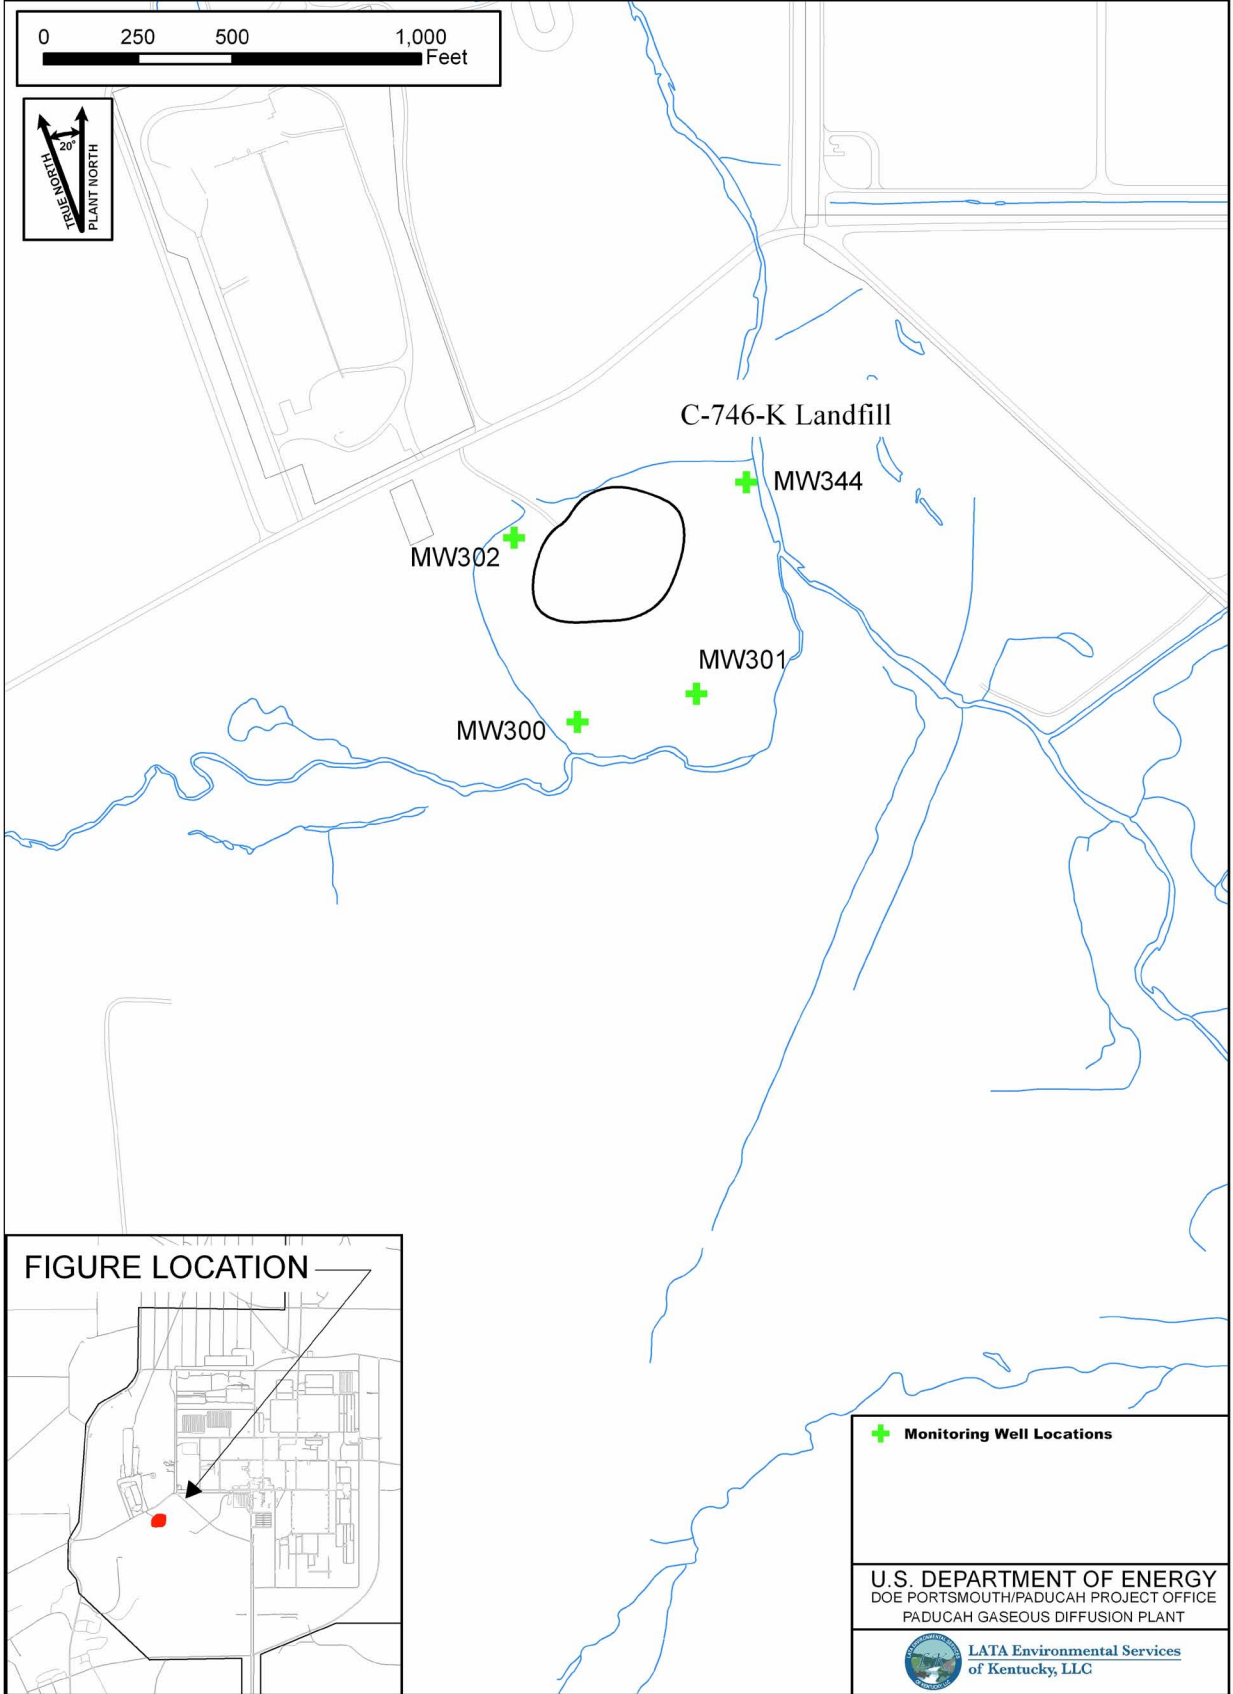 0 250 500 1,000
Feet
20°
TRUE NORTH
PLANT NORTH
C-746-K Landfill
MW344
MW302
MW301
MW300
FIGURE LOCATION
Monitoring Well Locations
U.S. DEPARTMENT OF ENERGY
DOE PORTSMOUTH/PADUCAH PROJECT OFFICE
PADUCAH GASEOUS DIFFUSION PLANT
LATA Environmental Services
of Kentucky, LLC